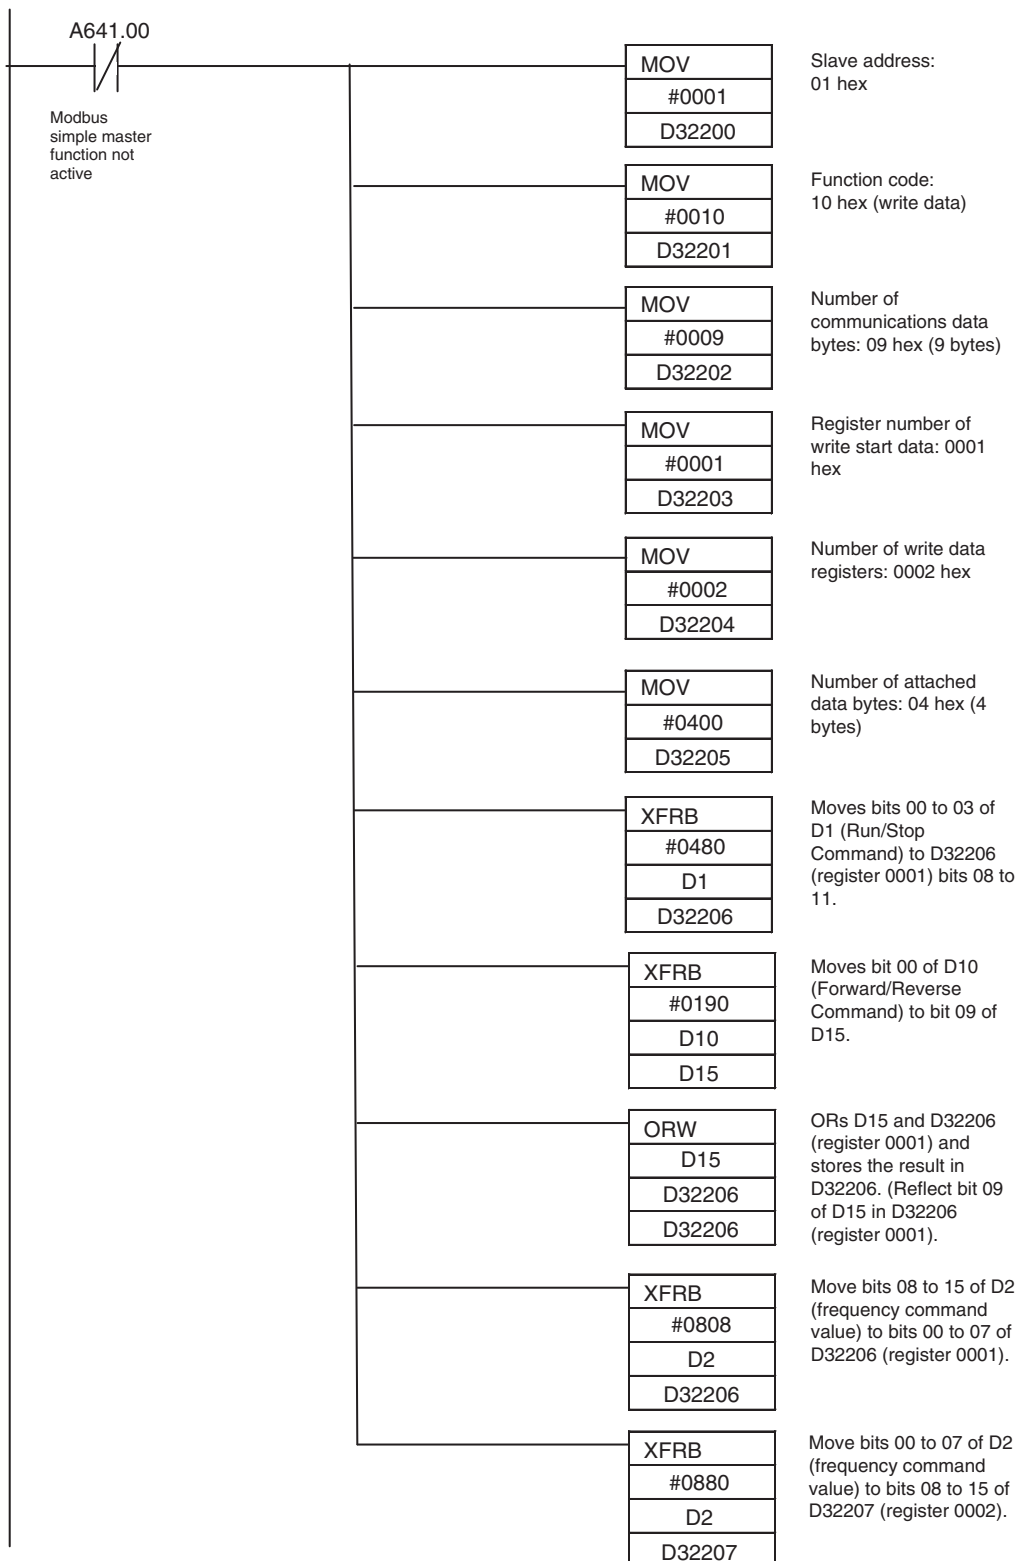 A641.00
Modbus
simple master
function not
active
MOV
#0001
D32200
Slave address:
01 hex
MOV
#0010
D32201
Function code:
10 hex (write data)
MOV
#0009
D32202
Number of
communications data
bytes: 09 hex (9 bytes)
MOV
#0001
D32203
Register number of
write start data: 0001
hex
MOV
#0002
D32204
Number of write data
registers: 0002 hex
MOV
#0400
D32205
Number of attached
data bytes: 04 hex (4
bytes)
XFRB
#0480
D1
D32206
Moves bits 00 to 03 of
D1 (Run/Stop
Command) to D32206
(register 0001) bits 08 to
11.
XFRB
#0190
D10
D15
Moves bit 00 of D10
(Forward/Reverse
Command) to bit 09 of
D15.
ORW
D15
D32206
D32206
ORs D15 and D32206
(register 0001) and
stores the result in
D32206. (Reflect bit 09
of D15 in D32206
(register 0001).
XFRB
#0808
D2
D32206
Move bits 08 to 15 of D2
(frequency command
value) to bits 00 to 07 of
D32206 (register 0001).
XFRB
#0880
D2
D32207
Move bits 00 to 07 of D2
(frequency command
value) to bits 08 to 15 of
D32207 (register 0002).